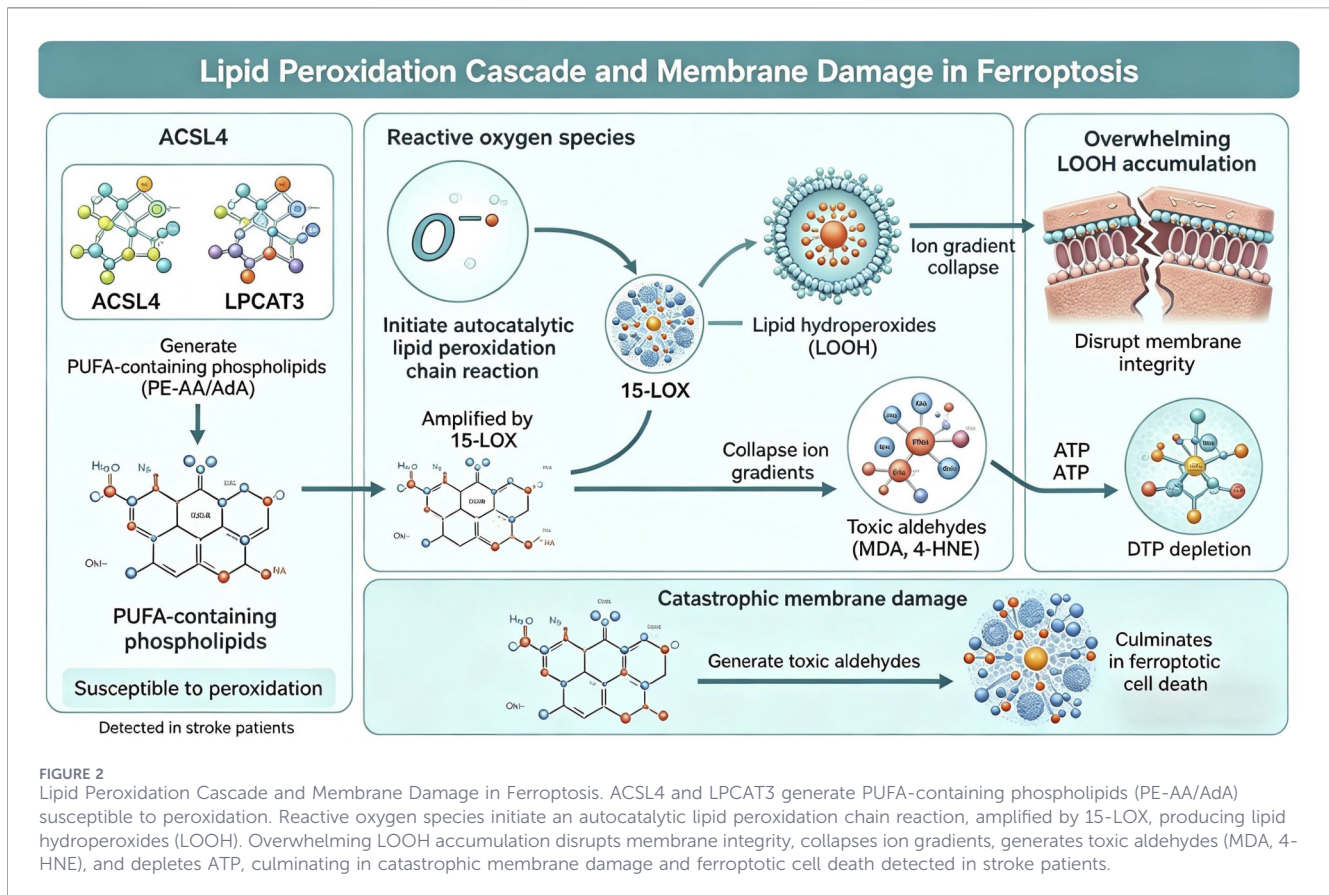 Lipid Peroxidation Cascade and Membrane Damage in Ferroptosis
ACSL4
ACSL4
LPCAT3
Generate
PUFA-containing phospholipids
(PE-AA/AdA)
PUFA-containing
phospholipids
Susceptible to peroxidation
Detected in stroke patients
Reactive oxygen species
O
Initiate autocatalytic
lipid peroxidation
chain reaction
Amplified by
15-LOX
15-LOX
Lipid hydroperoxides
(LOOH)
Ion gradient
collapse
Collapse ion
gradients
Toxic aldehydes
(MDA, 4-HNE)
Overwhelming
LOOH accumulation
Disrupt membrane
integrity
ATP
ATP
DTP depletion
Catastrophic membrane damage
Generate toxic aldehydes
Culminates
in ferroptotic
cell death
FIGURE 2
Lipid Peroxidation Cascade and Membrane Damage in Ferroptosis. ACSL4 and LPCAT3 generate PUFA-containing phospholipids (PE-AA/AdA)
susceptible to peroxidation. Reactive oxygen species initiate an autocatalytic lipid peroxidation chain reaction, amplified by 15-LOX, producing lipid
hydroperoxides (LOOH). Overwhelming LOOH accumulation disrupts membrane integrity, collapses ion gradients, generates toxic aldehydes (MDA, 4-
HNE), and depletes ATP, culminating in catastrophic membrane damage and ferroptotic cell death detected in stroke patients.